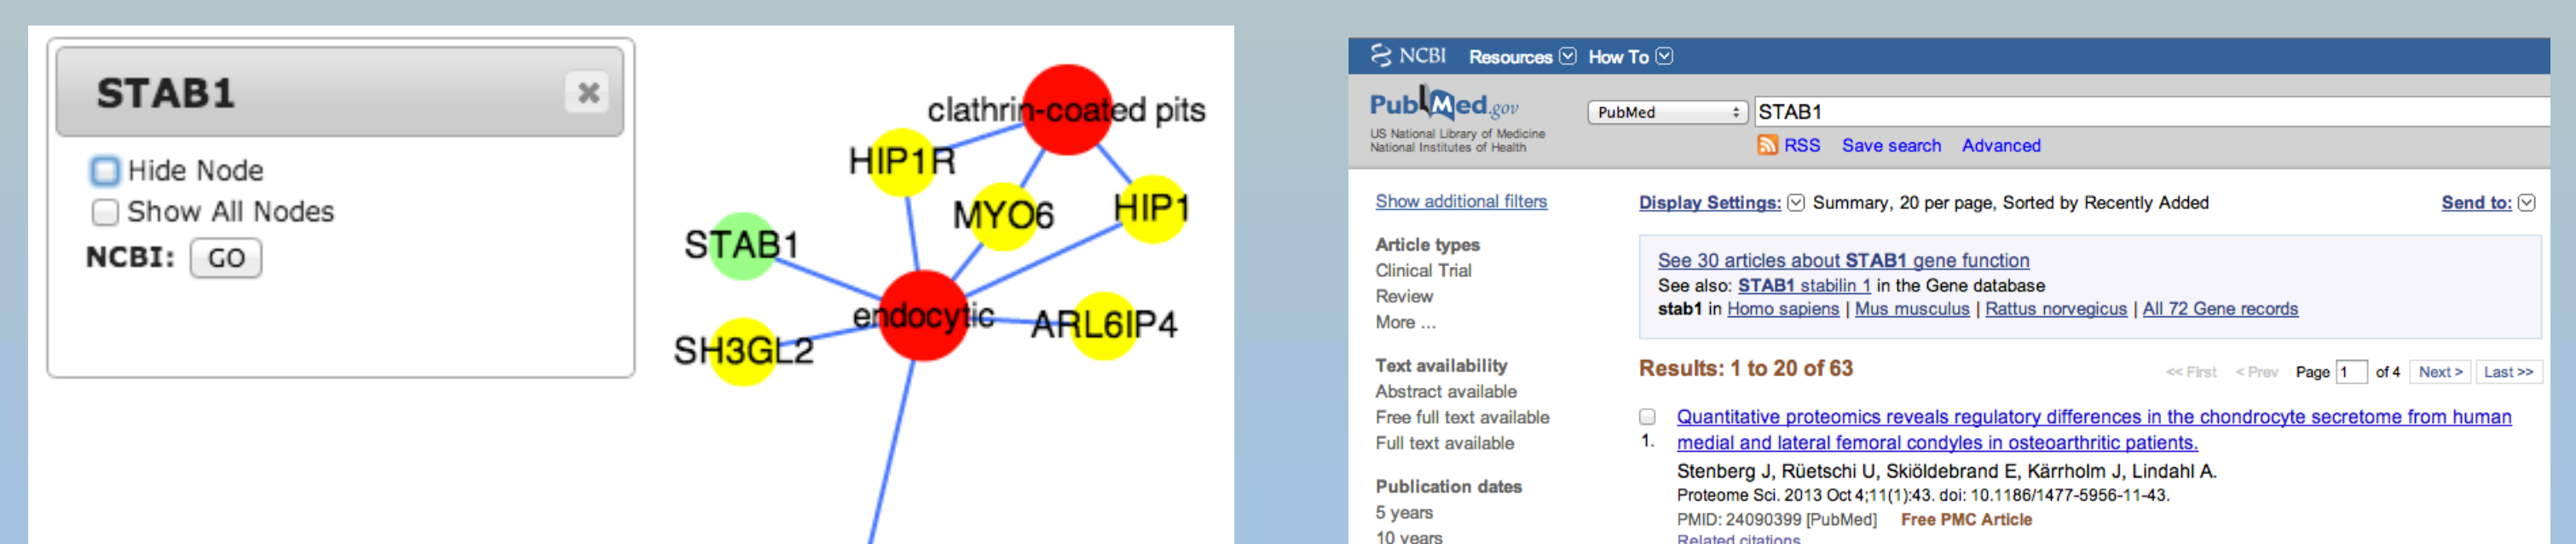 STAB1
Hide Node
Show All Nodes
NCBI: GO
clathrin-coated pits
HIP1R
MYO6
HIP1
STAB1
endocytic
ARL6IP4
SH3GL2
NCBI Resources How To
PubMed.gov
US National Library of Medicine
National Institutes of Health
PubMed
STAB1
RSS Save search Advanced
Show additional filters
Article types
Clinical Trial
Review
More ...
Text availability
Abstract available
Free full text available
Full text available
Publication dates
5 years
10 years
Display Settings: Summary, 20 per page, Sorted by Recently Added
Send to:
See 30 articles about STAB1 gene function
See also: STAB1 stabilin 1 in the Gene database
stab1 in Homo sapiens | Mus musculus | Rattus norvegicus | All 72 Gene records
Results: 1 to 20 of 63
<< First < Prev Page 1 of 4 Next > Last >>
Quantitative proteomics reveals regulatory differences in the chondrocyte secretome from human
1. medial and lateral femoral condyles in osteoarthritic patients.
Stenberg J, Rüetschi U, Skiöldebrand E, Kärrholm J, Lindahl A.
Proteome Sci. 2013 Oct 4;11(1):43. doi: 10.1186/1477-5956-11-43.
PMID: 24090399 [PubMed] Free PMC Article
Related citations